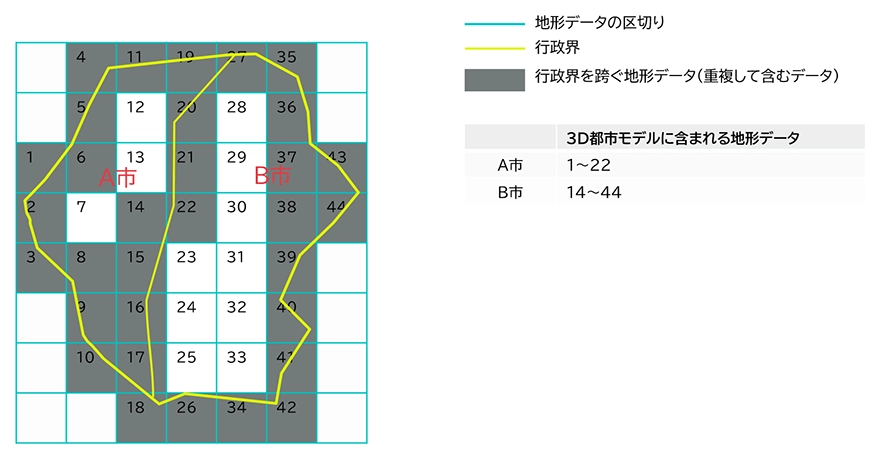 地形データの区切り
行政界
行政界を跨ぐ地形データ(重複して含むデータ)
3D都市モデルに含まれる地形データ
A市 1～22
B市 14～44
4 11 19 27 35
5 12 20 28 36
1 6 13 21 29 37 43
A市 B市
2 7 14 22 30 38 44
3 8 15 23 31 39
9 16 24 32 40
10 17 25 33 41
18 26 34 42